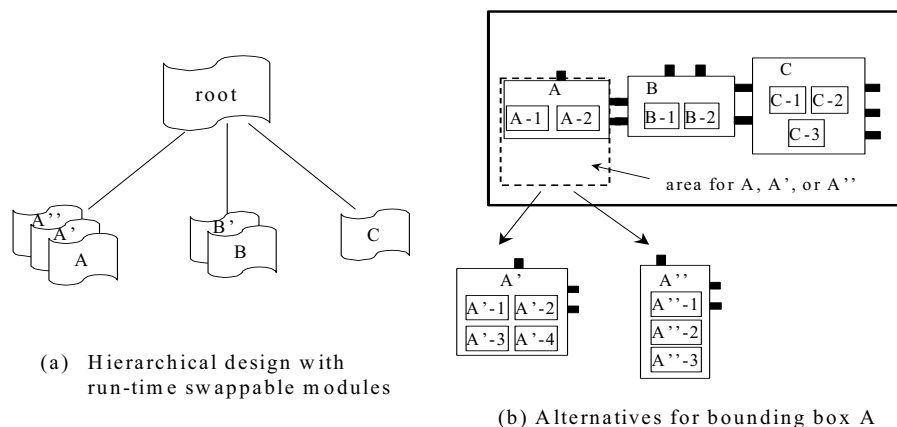 root
A’’
A’
A
B’
B
C
(a) Hierarchical design with
run-time swappable modules
A
A-1 A-2
B
B-1 B-2
C
C-1 C-2
C-3
area for A, A’, or A’’
A’
A’-1 A’-2
A’-3 A’-4
A’’
A’’-1
A’’-2
A’’-3
(b) Alternatives for bounding box A